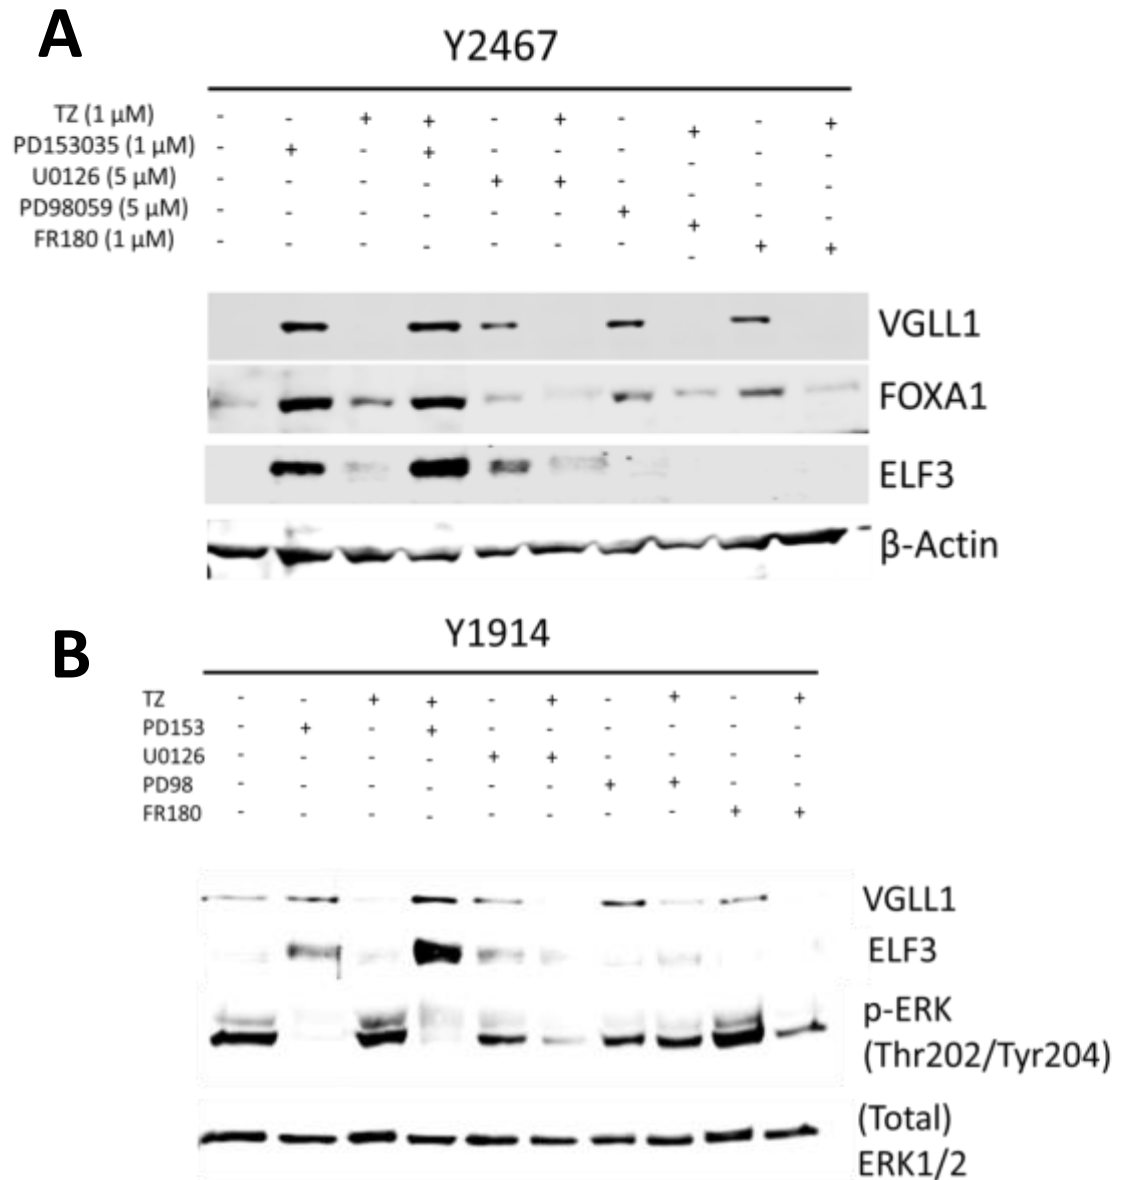 A
Y2467
TZ (1 µM) - - + + - + - + - +
PD153035 (1 µM) - + - + - - - - - -
U0126 (5 µM) - - - - + + - - - -
PD98059 (5 µM) - - - - - - + + - -
FR180 (1 µM) - - - - - - - - + +
VGLL1
FOXA1
ELF3
β-Actin
B
Y1914
TZ - - + + - + - + - +
PD153 - + - + - - - - - -
U0126 - - - - + + - - - -
PD98 - - - - - - + + - -
FR180 - - - - - - - - + +
VGLL1
ELF3
p-ERK
(Thr202/Tyr204)
(Total)
ERK1/2